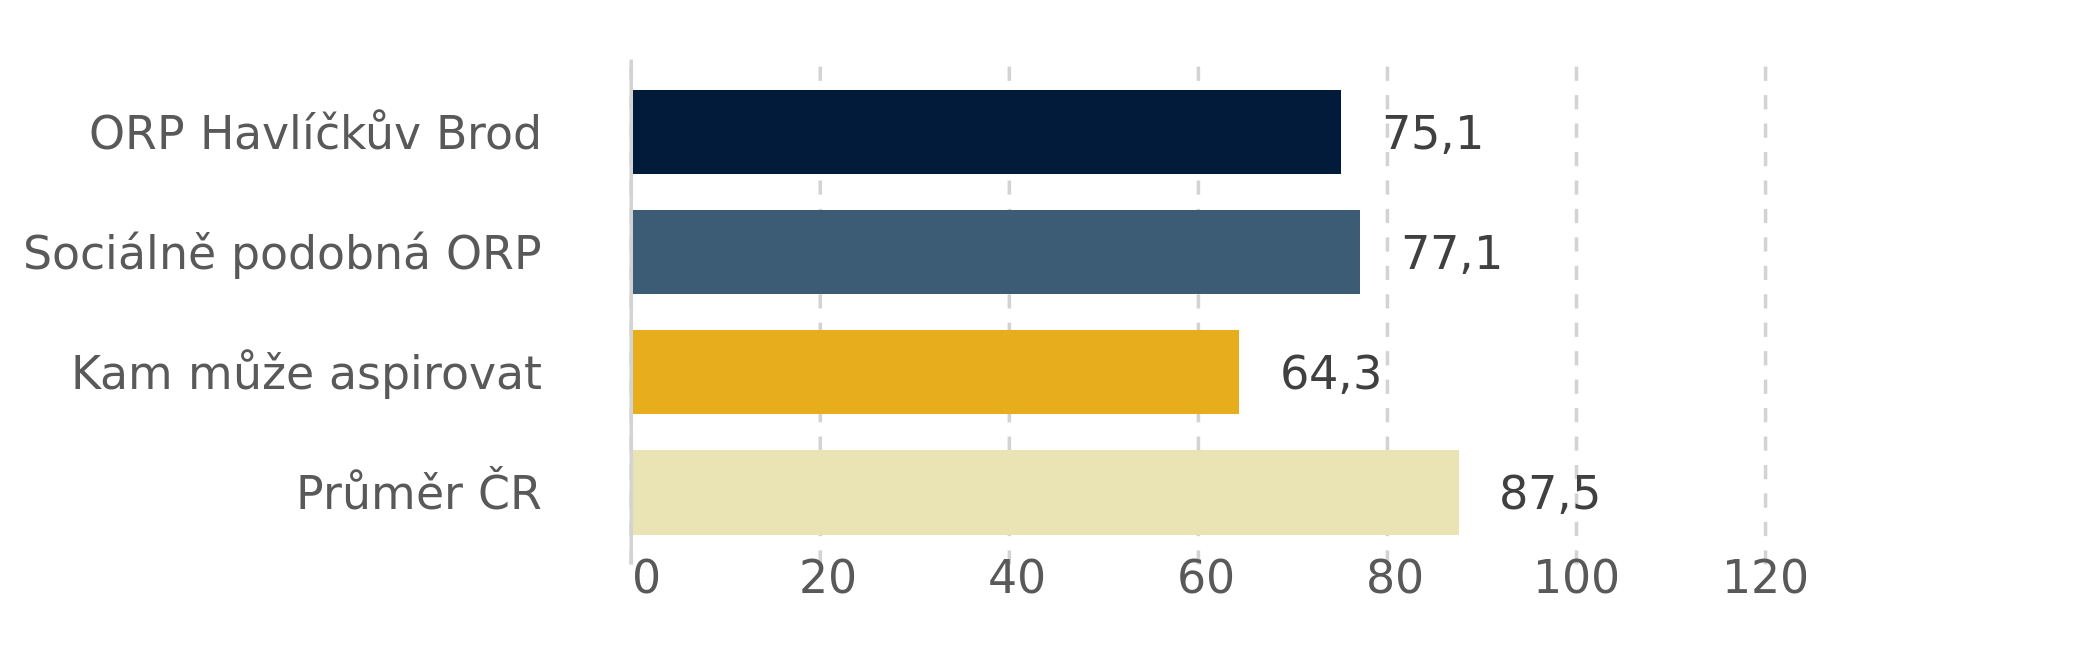 ORP Havlíčkův Brod 75,1
Sociálně podobná ORP 77,1
Kam může aspirovat 64,3
Průměr ČR 87,5
0 20 40 60 80 100 120